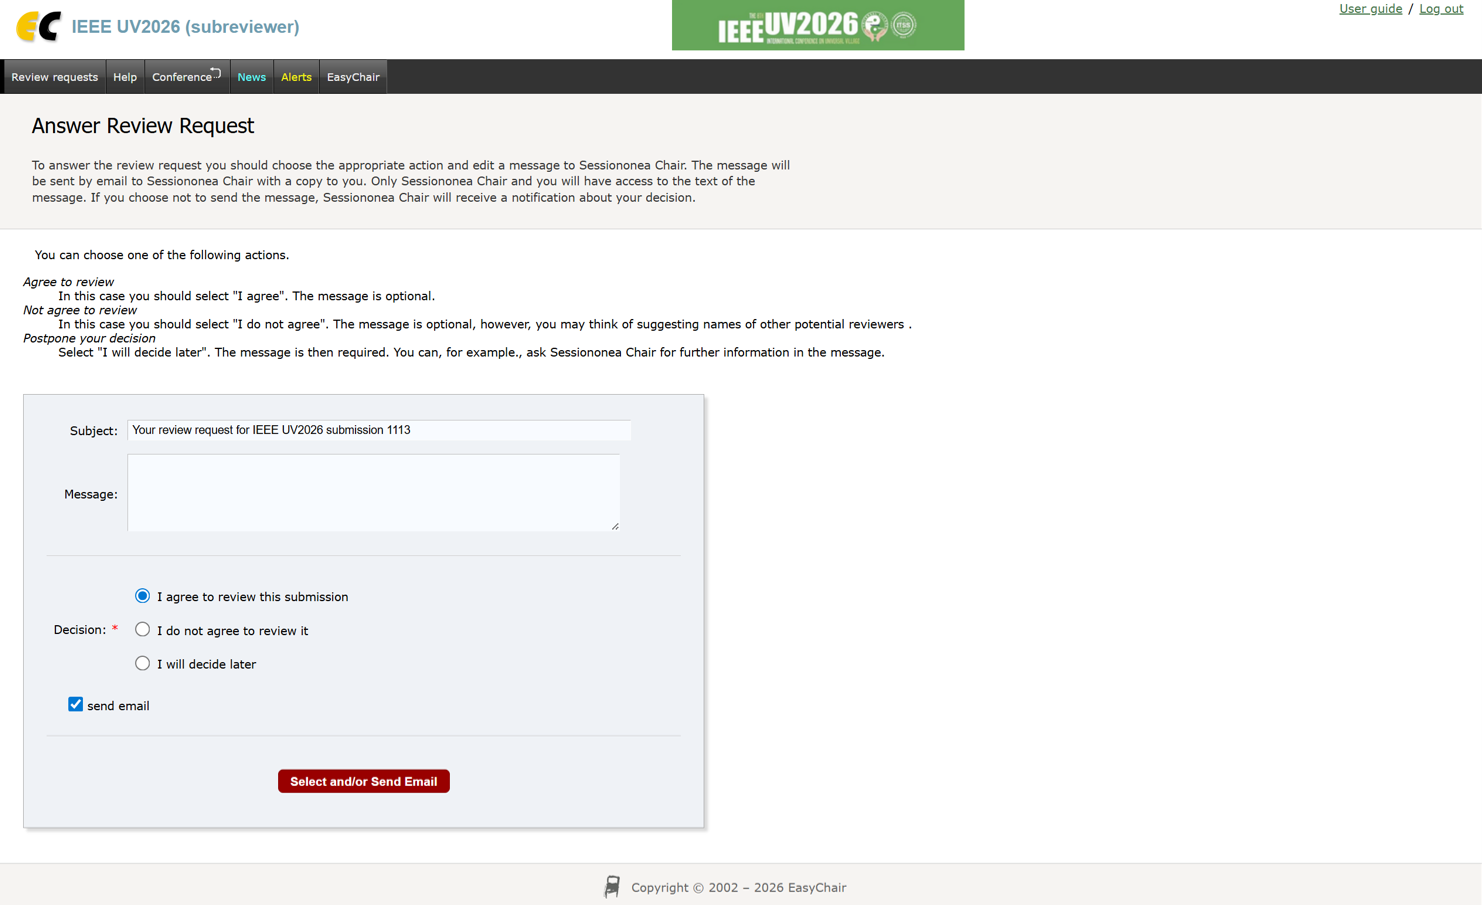 EC IEEE UV2026 (subreviewer)
IEEE UV2026
INTERNATIONAL CONFERENCE ON UNIVERSAL VILLAGE
ITSS
User guide / Log out
Review requests Help Conference News Alerts EasyChair
Answer Review Request
To answer the review request you should choose the appropriate action and edit a message to Sessiononea Chair. The message will
be sent by email to Sessiononea Chair with a copy to you. Only Sessiononea Chair and you will have access to the text of the
message. If you choose not to send the message, Sessiononea Chair will receive a notification about your decision.
You can choose one of the following actions.
Agree to review
In this case you should select "I agree". The message is optional.
Not agree to review
In this case you should select "I do not agree". The message is optional, however, you may think of suggesting names of other potential reviewers .
Postpone your decision
Select "I will decide later". The message is then required. You can, for example., ask Sessiononea Chair for further information in the message.
Subject: Your review request for IEEE UV2026 submission 1113
Message:
I agree to review this submission
Decision: * I do not agree to review it
I will decide later
send email
Select and/or Send Email
Copyright © 2002 – 2026 EasyChair